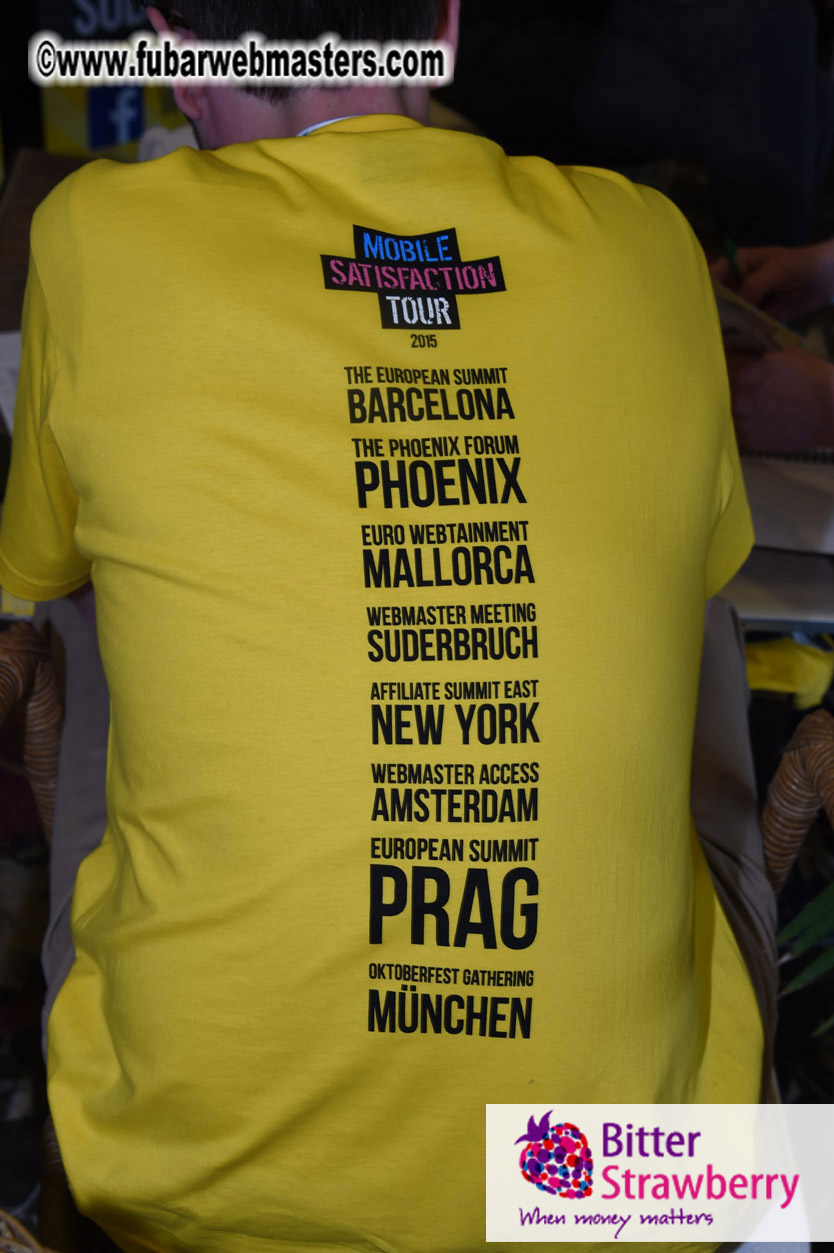 ©www.fubarwebmasters.com
f
MOBILE
SATISFACTION
TOUR
2015
THE EUROPEAN SUMMIT
BARCELONA
THE PHOENIX FORUM
PHOENIX
EURO WEBTAINMENT
MALLORCA
WEBMASTER MEETING
SUDERBRUCH
AFFILIATE SUMMIT EAST
NEW YORK
WEBMASTER ACCESS
AMSTERDAM
EUROPEAN SUMMIT
PRAG
OKTOBERFEST GATHERING
MÜNCHEN
Bitter
Strawberry
When money matters